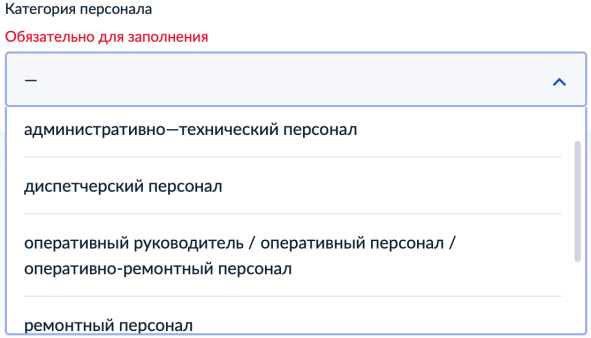 Категория персонала
Обязательно для заполнения
—
административно—технический персонал
диспетчерский персонал
оперативный руководитель / оперативный персонал /
оперативно-ремонтный персонал
ремонтный персонал